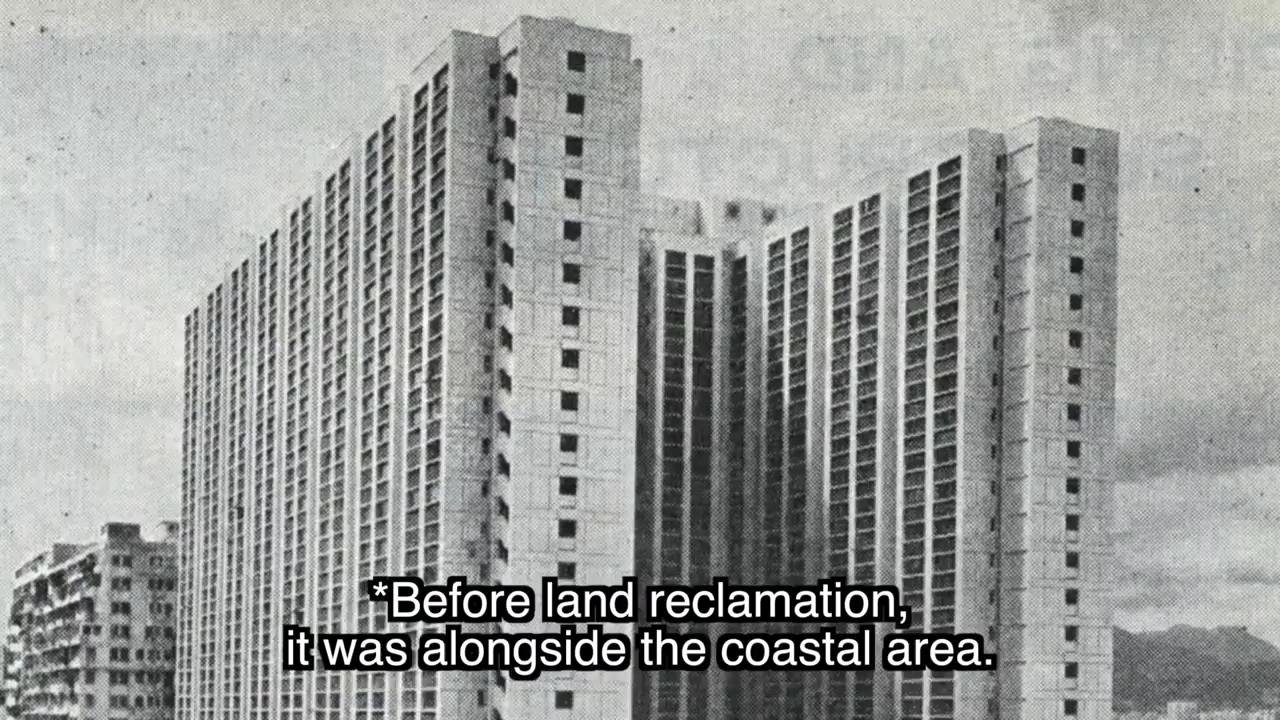 *Before land reclamation,
it was alongside the coastal area.